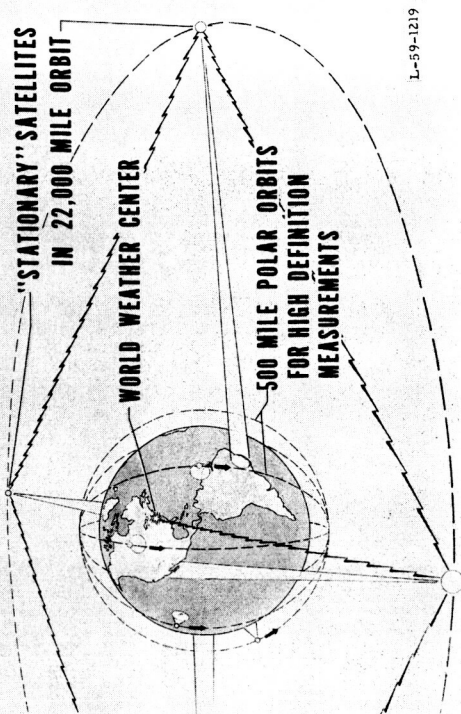 "STATIONARY" SATELLITES
IN 22,000 MILE ORBIT
WORLD WEATHER CENTER
500 MILE POLAR ORBITS
FOR HIGH DEFINITION
MEASUREMENTS
L-59-1219